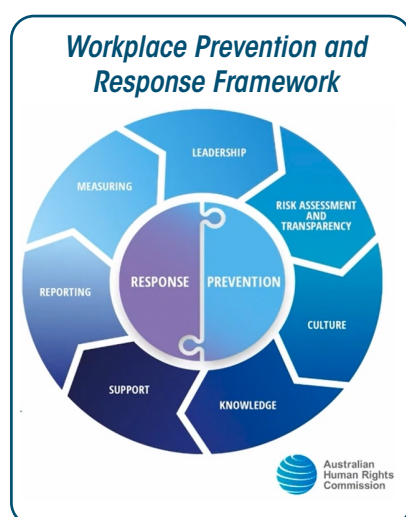 Workplace Prevention and
Response Framework
LEADERSHIP
RISK ASSESSMENT
AND
TRANSPARENCY
CULTURE
KNOWLEDGE
SUPPORT
REPORTING
MEASURING
RESPONSE
PREVENTION
Australian
Human Rights
Commission